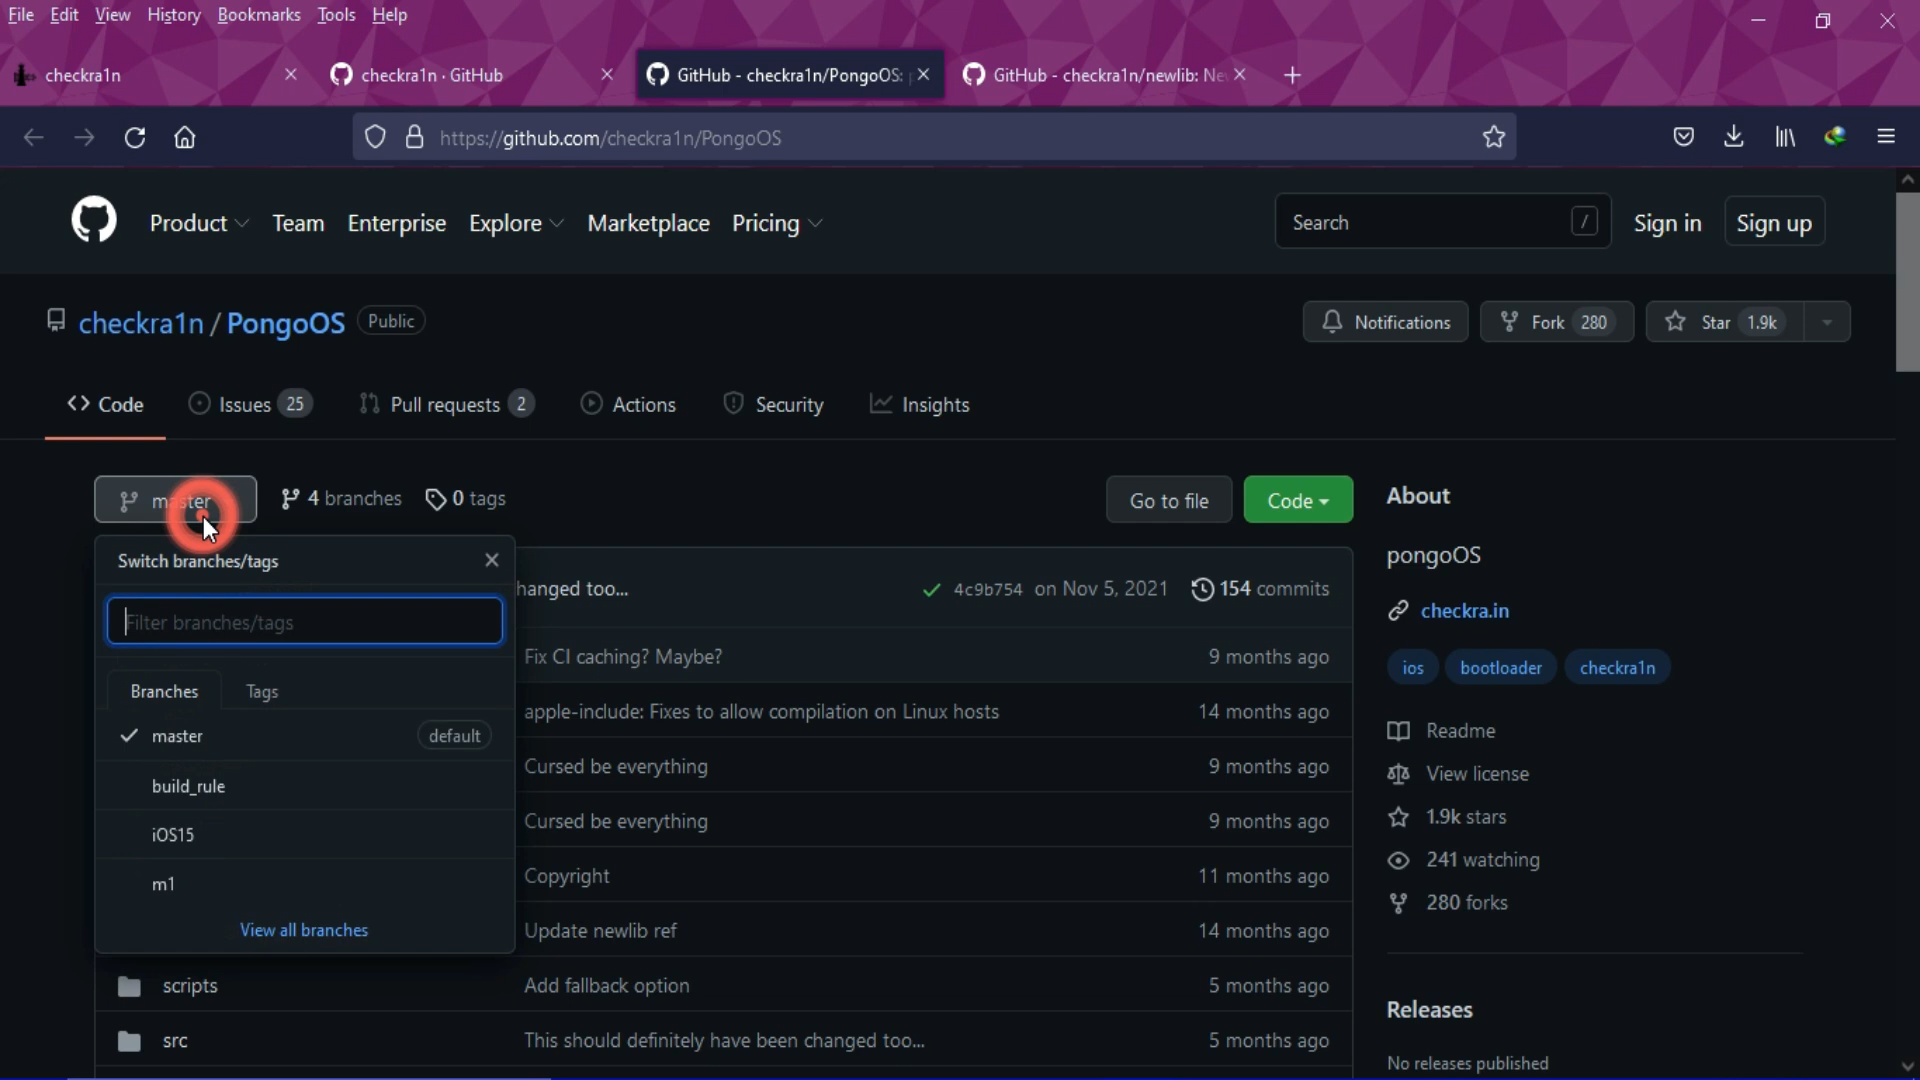 File Edit View History Bookmarks Tools Help
checkra1n
checkra1n · GitHub
GitHub - checkra1n/PongoOS:
GitHub - checkra1n/newlib:
https://github.com/checkra1n/PongoOS
Product Team Enterprise Explore Marketplace Pricing
Search /
Sign in
Sign up
checkra1n / PongoOS Public
Notifications
Fork 280
Star 1.9k
Code
Issues 25
Pull requests 2
Actions
Security
Insights
master
4 branches
0 tags
Go to file
Code
About
Switch branches/tags
hanged too...
4c9b754 on Nov 5, 2021
154 commits
pongoOS
checkra.in
Filter branches/tags
Fix CI caching? Maybe? 9 months ago
ios bootloader checkra1n
Branches Tags
apple-include: Fixes to allow compilation on Linux hosts 14 months ago
master default
Readme
Cursed be everything 9 months ago
View license
build_rule
Cursed be everything 9 months ago
1.9k stars
iOS15
241 watching
Copyright 11 months ago
m1
280 forks
View all branches
Update newlib ref 14 months ago
scripts Add fallback option 5 months ago
Releases
src This should definitely have been changed too... 5 months ago
No releases published